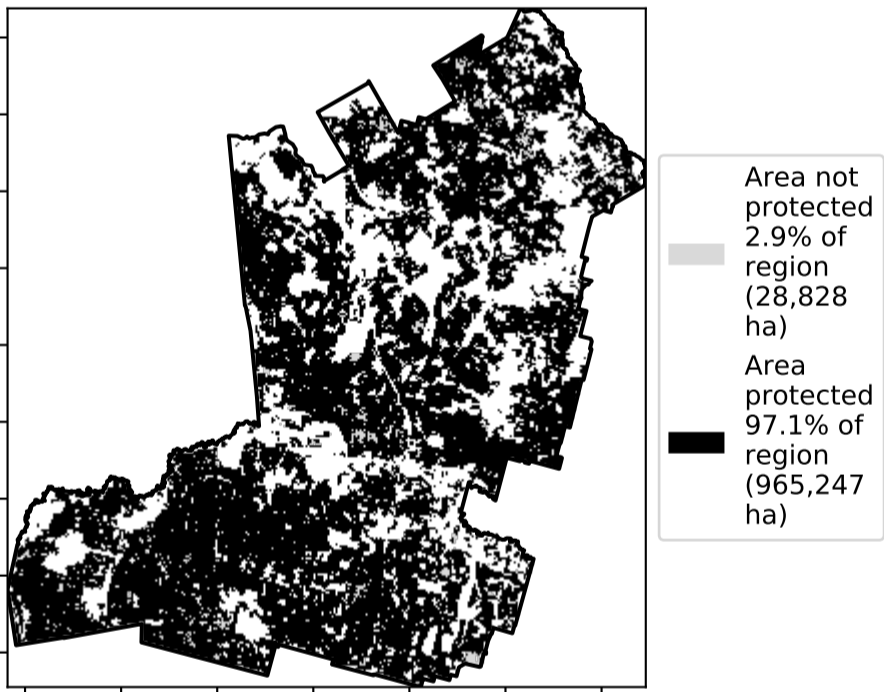 Area not
protected
2.9% of
region
(28,828
ha)
Area
protected
97.1% of
region
(965,247
ha)